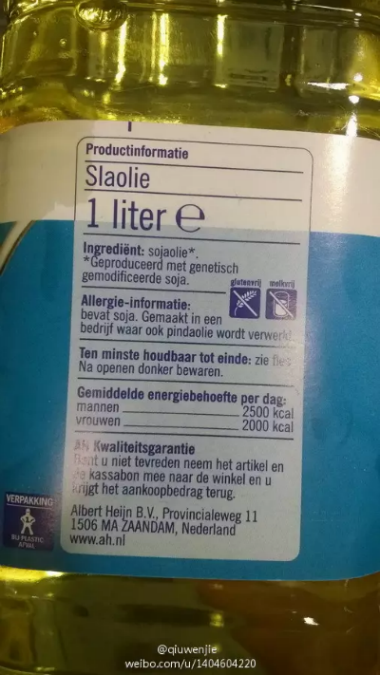 Productinformatie
Slaolie
1 liter ℮
Ingrediënt: sojaolie*.
*Geproduceerd met genetisch
gemodificeerde soja.
glutenvrij melkvrij
Allergie-informatie:
bevat soja. Gemaakt in een
bedrijf waar ook pindaolie wordt verwerkt.
Ten minste houdbaar tot einde: zie fles
Na openen donker bewaren.
Gemiddelde energiebehoefte per dag:
mannen 2500 kcal
vrouwen 2000 kcal
AH Kwaliteitsgarantie
Bent u niet tevreden neem het artikel en
de kassabon mee naar de winkel en u
krijgt het aankoopbedrag terug.
Albert Heijn B.V., Provincialeweg 11
1506 MA ZAANDAM, Nederland
www.ah.nl
VERPAKKING
BIJ PLASTIC
AFVAL
@qiuwenjie
weibo.com/u/1404604220